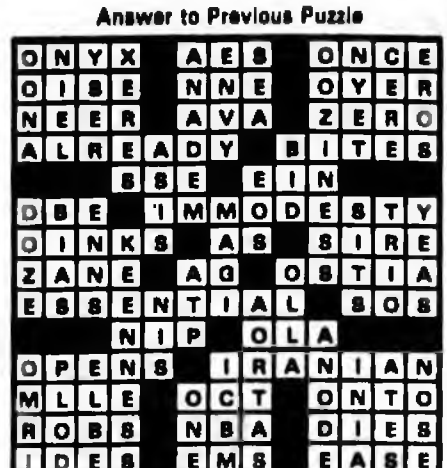 Answer to Previous Puzzle
ONYX AES ONCE
OISE NNE OYER
NEER AVA ZERO
ALREADY BITES
SSE EIN
DBE IMMODESTY
OINKS AS SIRE
ZANE AG OSTIA
ESSENTIAL SOS
NIP OLA
OPENS IRANIAN
MLLE OCT ONTO
ROBS NBA DIES
IDES EMS EASE